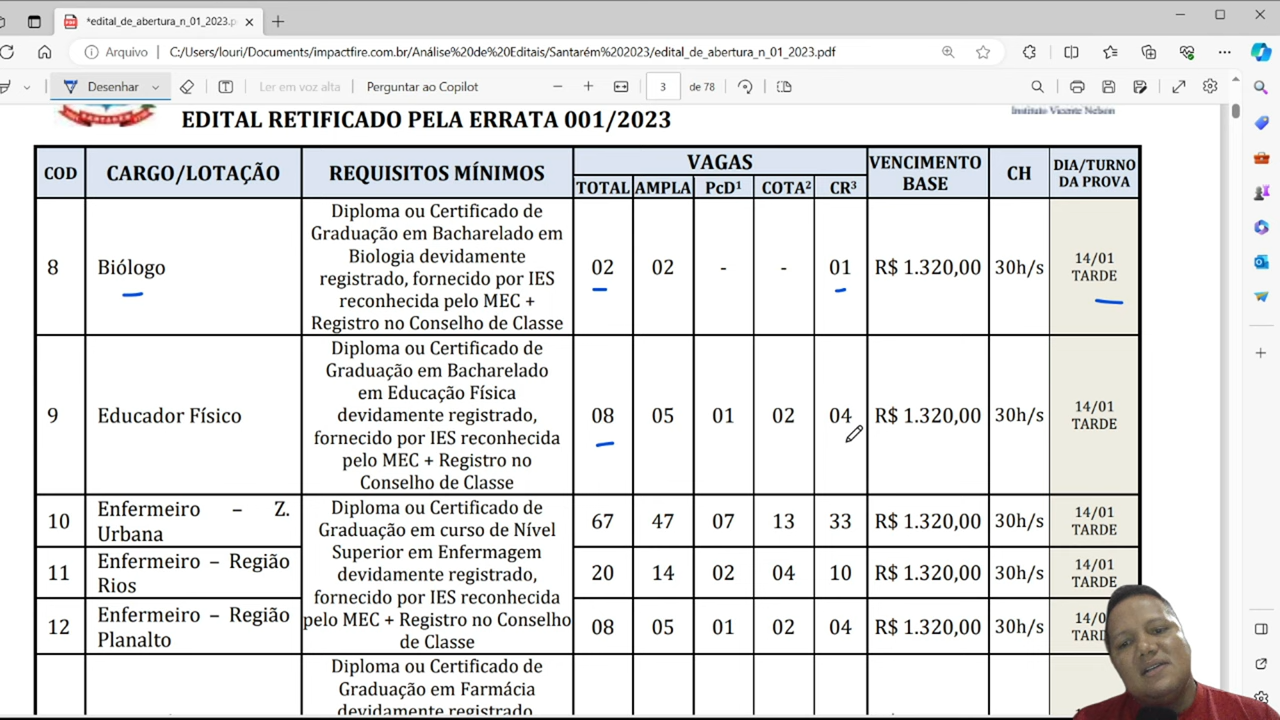 *edital_de_abertura_n_01_2023.p
Arquivo C:/Users/louri/Documents/impactfire.com.br/Análise%20de%20Editais/Santarém%202023/edital_de_abertura_n_01_2023.pdf
Desenhar Ler em voz alta Perguntar ao Copilot 3 de 78
SANTARÉM
EDITAL RETIFICADO PELA ERRATA 001/2023
Instituto Vicente Nelson
COD CARGO/LOTAÇÃO REQUISITOS MÍNIMOS VAGAS VENCIMENTO BASE CH DIA/TURNO DA PROVA
TOTAL AMPLA PcD¹ COTA² CR³
8 Biólogo
Diploma ou Certificado de
Graduação em Bacharelado em
Biologia devidamente
registrado, fornecido por IES
reconhecida pelo MEC +
Registro no Conselho de Classe
02 02 - - 01 R$ 1.320,00 30h/s 14/01
TARDE
9 Educador Físico
Diploma ou Certificado de
Graduação em Bacharelado
em Educação Física
devidamente registrado,
fornecido por IES reconhecida
pelo MEC + Registro no
Conselho de Classe
08 05 01 02 04 R$ 1.320,00 30h/s 14/01
TARDE
10 Enfermeiro – Z.
Urbana
Diploma ou Certificado de
Graduação em curso de Nível
Superior em Enfermagem
devidamente registrado,
fornecido por IES reconhecida
pelo MEC + Registro no Conselho
de Classe
67 47 07 13 33 R$ 1.320,00 30h/s 14/01
TARDE
11 Enfermeiro – Região
Rios
20 14 02 04 10 R$ 1.320,00 30h/s 14/01
TARDE
12 Enfermeiro – Região
Planalto
08 05 01 02 04 R$ 1.320,00 30h/s
Diploma ou Certificado de
Graduação em Farmácia
devidamente registrado,